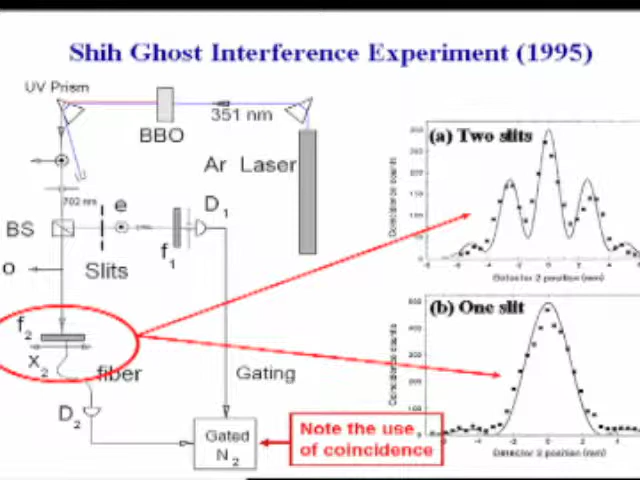 Shih Ghost Interference Experiment (1995)
UV Prism
351 nm
BBO
Ar Laser
702 nm
e
D1
BS
f1
Slits
o
f2
x2
fiber
Gating
D2
Gated
N2
Note the use
of coincidence
(a) Two slits
Coincidence counts
Detector 2 position (mm)
(b) One slit
Coincidence counts
Detector 2 position (mm)